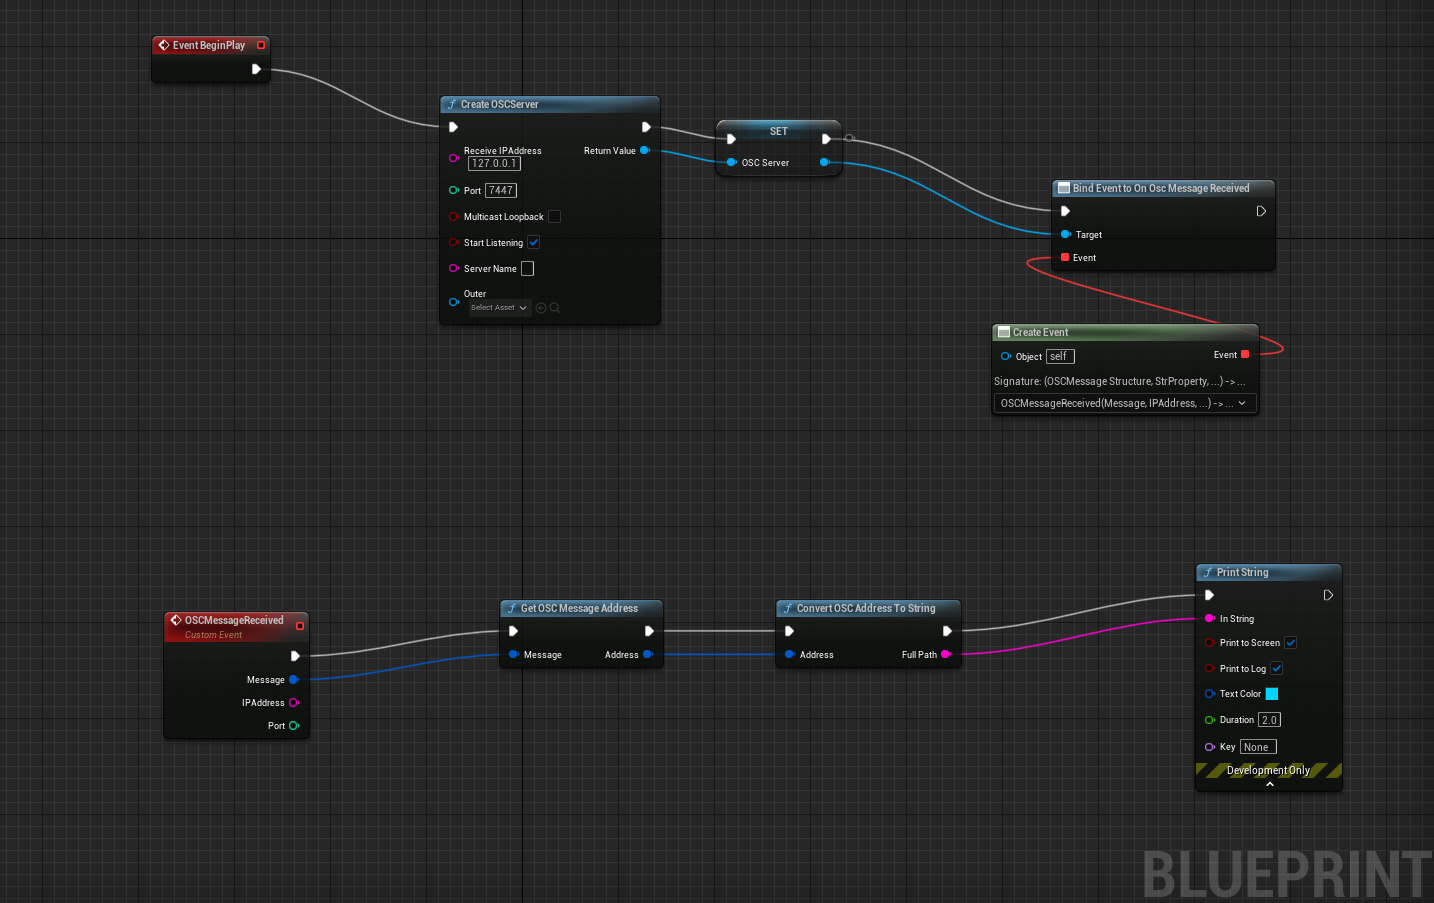 Event BeginPlay
Create OSCServer
Receive IPAddress
127.0.0.1
Return Value
Port 7447
Multicast Loopback
Start Listening
Server Name
Outer
Select Asset
SET
OSC Server
Bind Event to On Osc Message Received
Target
Event
Create Event
Object self
Event
Signature: (OSCMessage Structure, StrProperty, ...) -> ...
OSCMessageReceived(Message, IPAddress, ...) -> ...
OSCMessageReceived
Custom Event
Message
IPAddress
Port
Get OSC Message Address
Message
Address
Convert OSC Address To String
Address
Full Path
Print String
In String
Print to Screen
Print to Log
Text Color
Duration 2.0
Key None
Development Only
BLUEPRINT